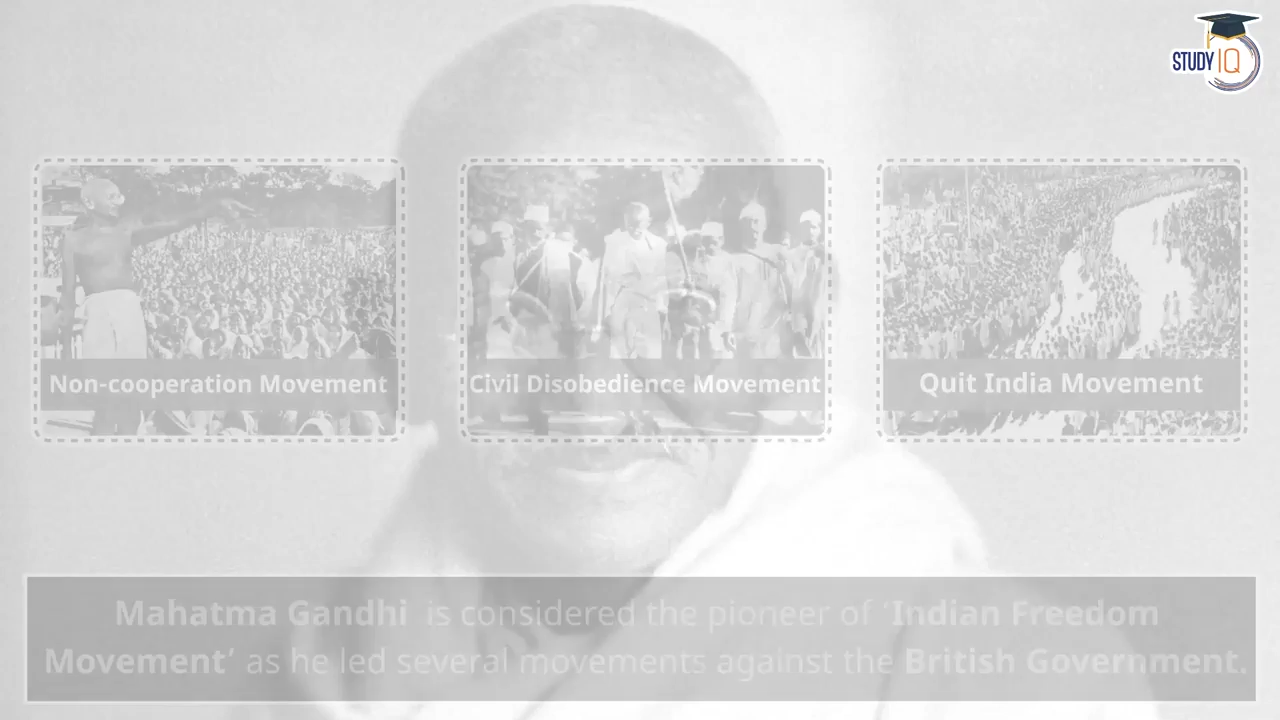 STUDY IQ
Non-cooperation Movement
Civil Disobedience Movement
Quit India Movement
Mahatma Gandhi is considered the pioneer of ‘Indian Freedom
Movement’ as he led several movements against the British Government.